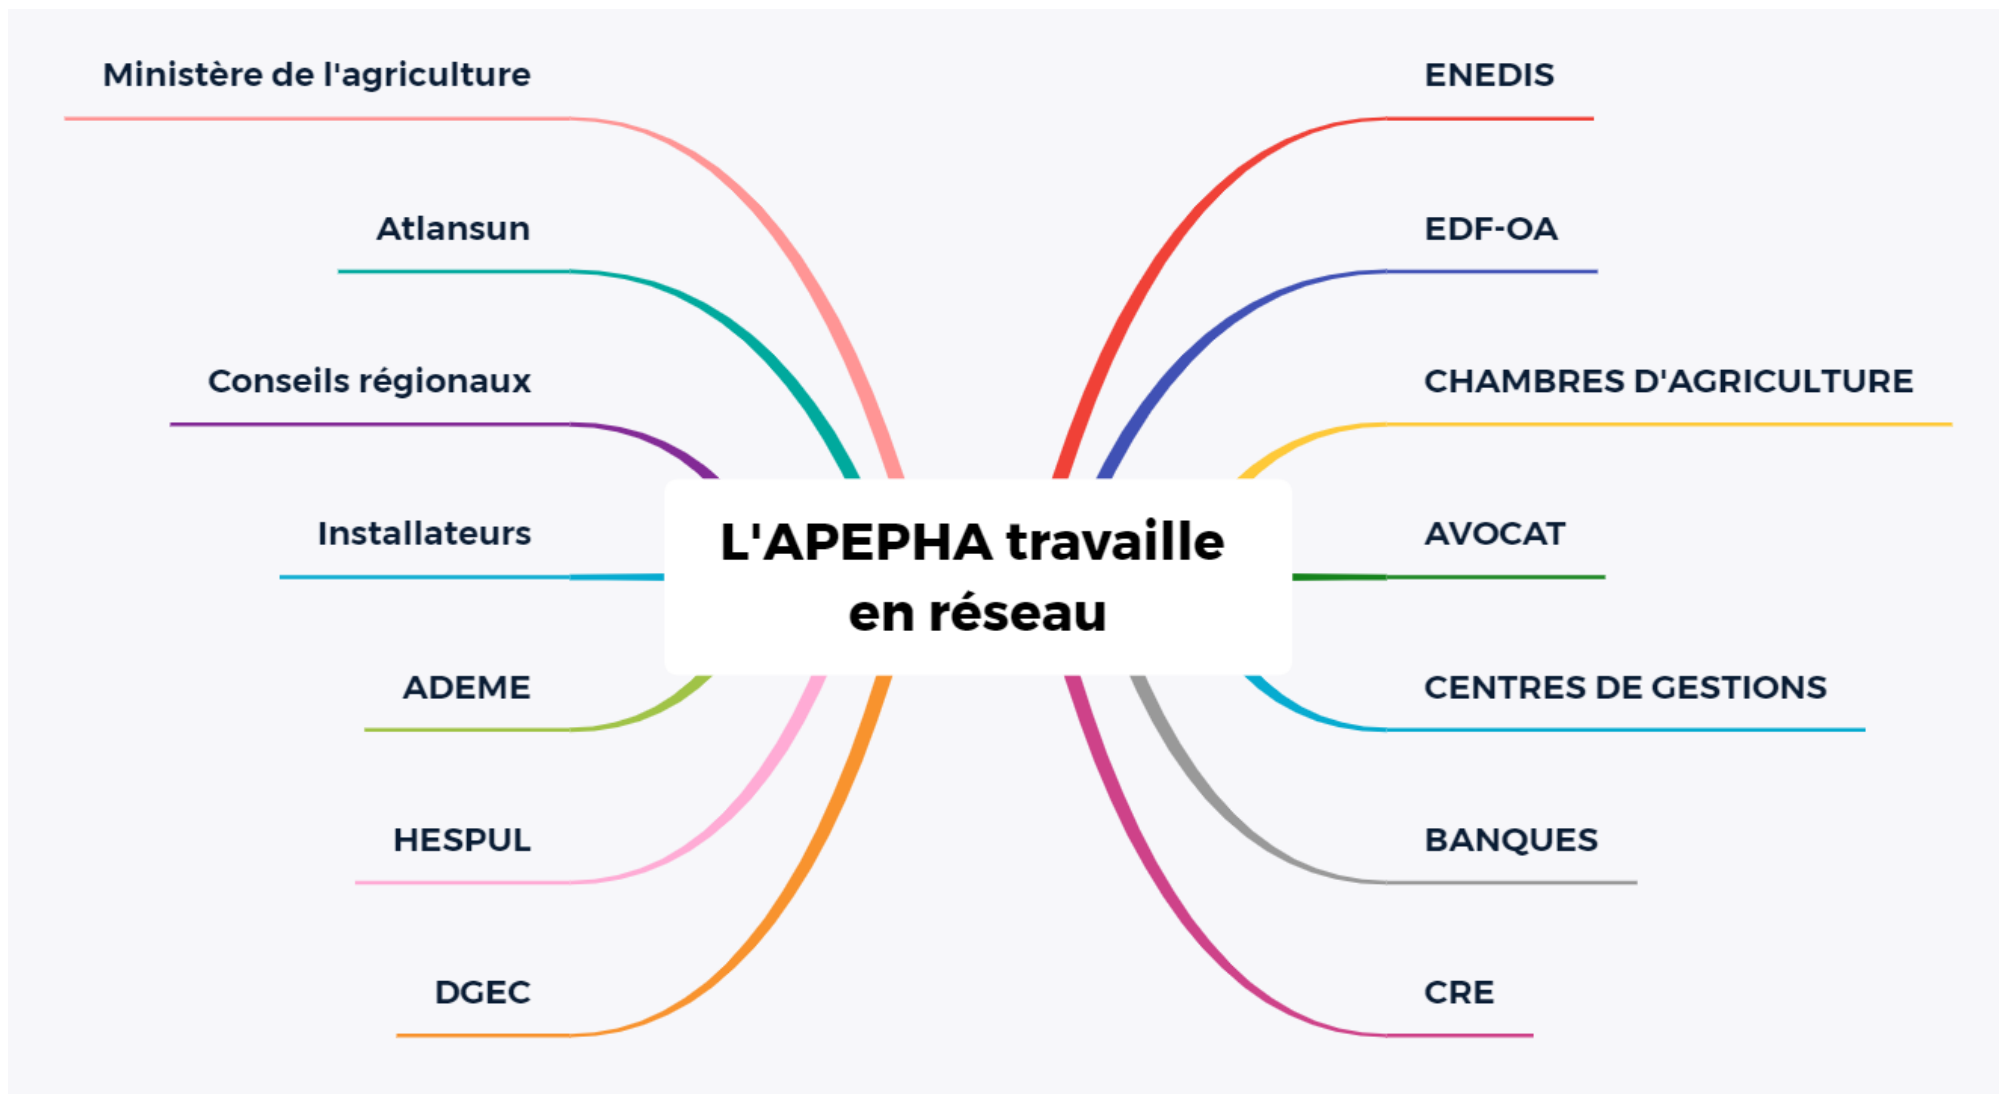 Ministère de l'agriculture
Atlansun
Conseils régionaux
Installateurs
ADEME
HESPUL
DGEC
L'APEPHA travaille
en réseau
ENEDIS
EDF-OA
CHAMBRES D'AGRICULTURE
AVOCAT
CENTRES DE GESTIONS
BANQUES
CRE